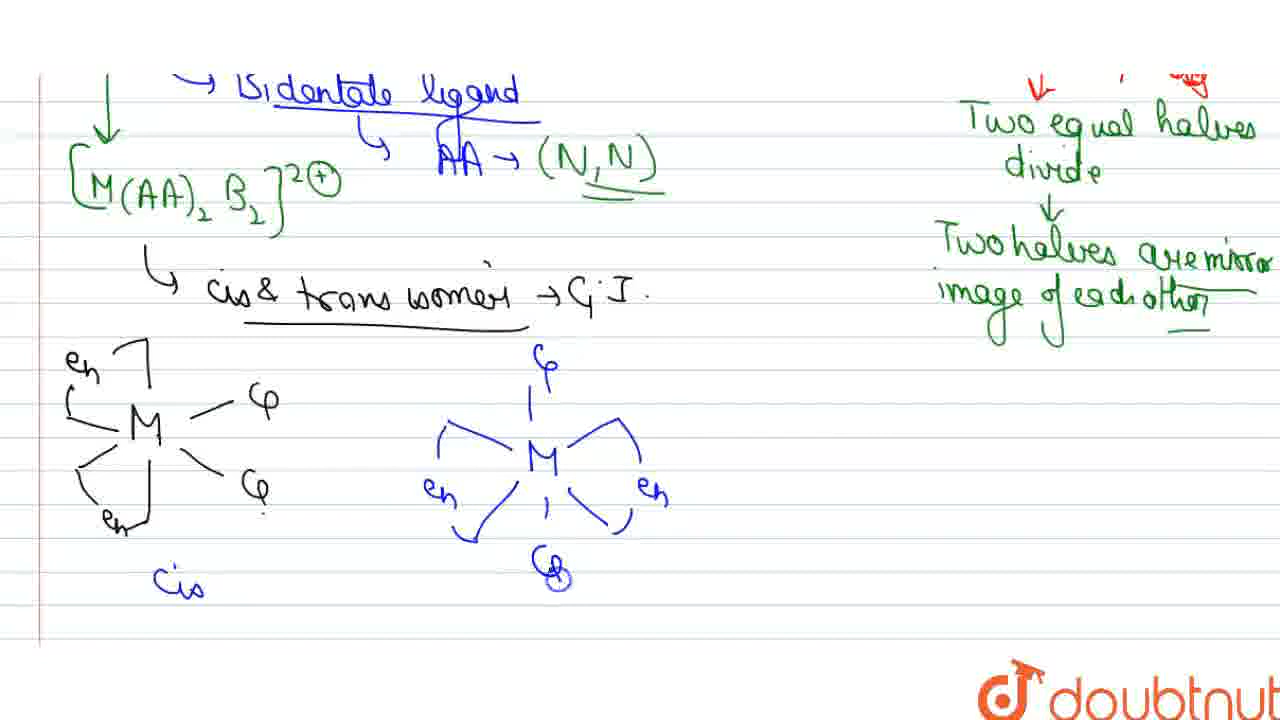 Bidentate ligand
AA → (N, N)
[M(AA)₂ B₂]²⊕
cis & trans isomer → G.I.
en
M
Cl
Cl
en
cis
Cl
M
en
en
Cl
Two equal halves
divide
Two halves are mirror
image of each other
doubtnut